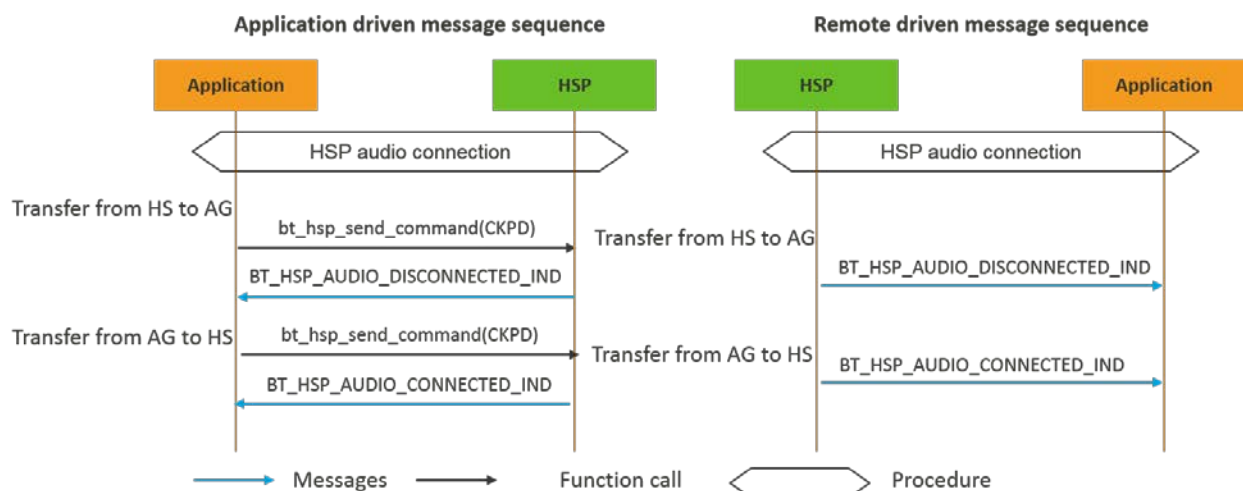 Application driven message sequence
Remote driven message sequence
Application
HSP
HSP
Application
HSP audio connection
HSP audio connection
Transfer from HS to AG
bt_hsp_send_command(CKPD)
Transfer from HS to AG
BT_HSP_AUDIO_DISCONNECTED_IND
BT_HSP_AUDIO_DISCONNECTED_IND
Transfer from AG to HS
bt_hsp_send_command(CKPD)
Transfer from AG to HS
BT_HSP_AUDIO_CONNECTED_IND
BT_HSP_AUDIO_CONNECTED_IND
Messages
Function call
Procedure